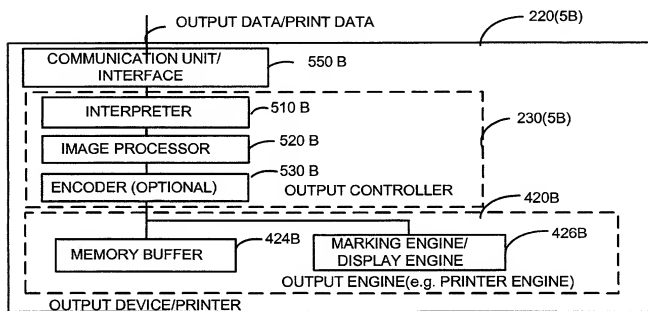 OUTPUT DATA/PRINT DATA
220(5B)
COMMUNICATION UNIT/
INTERFACE
550 B
INTERPRETER
510 B
230(5B)
IMAGE PROCESSOR
520 B
530 B
ENCODER (OPTIONAL)
OUTPUT CONTROLLER
420B
MEMORY BUFFER
424B
MARKING ENGINE/
DISPLAY ENGINE
426B
OUTPUT ENGINE(e.g. PRINTER ENGINE)
OUTPUT DEVICE/PRINTER